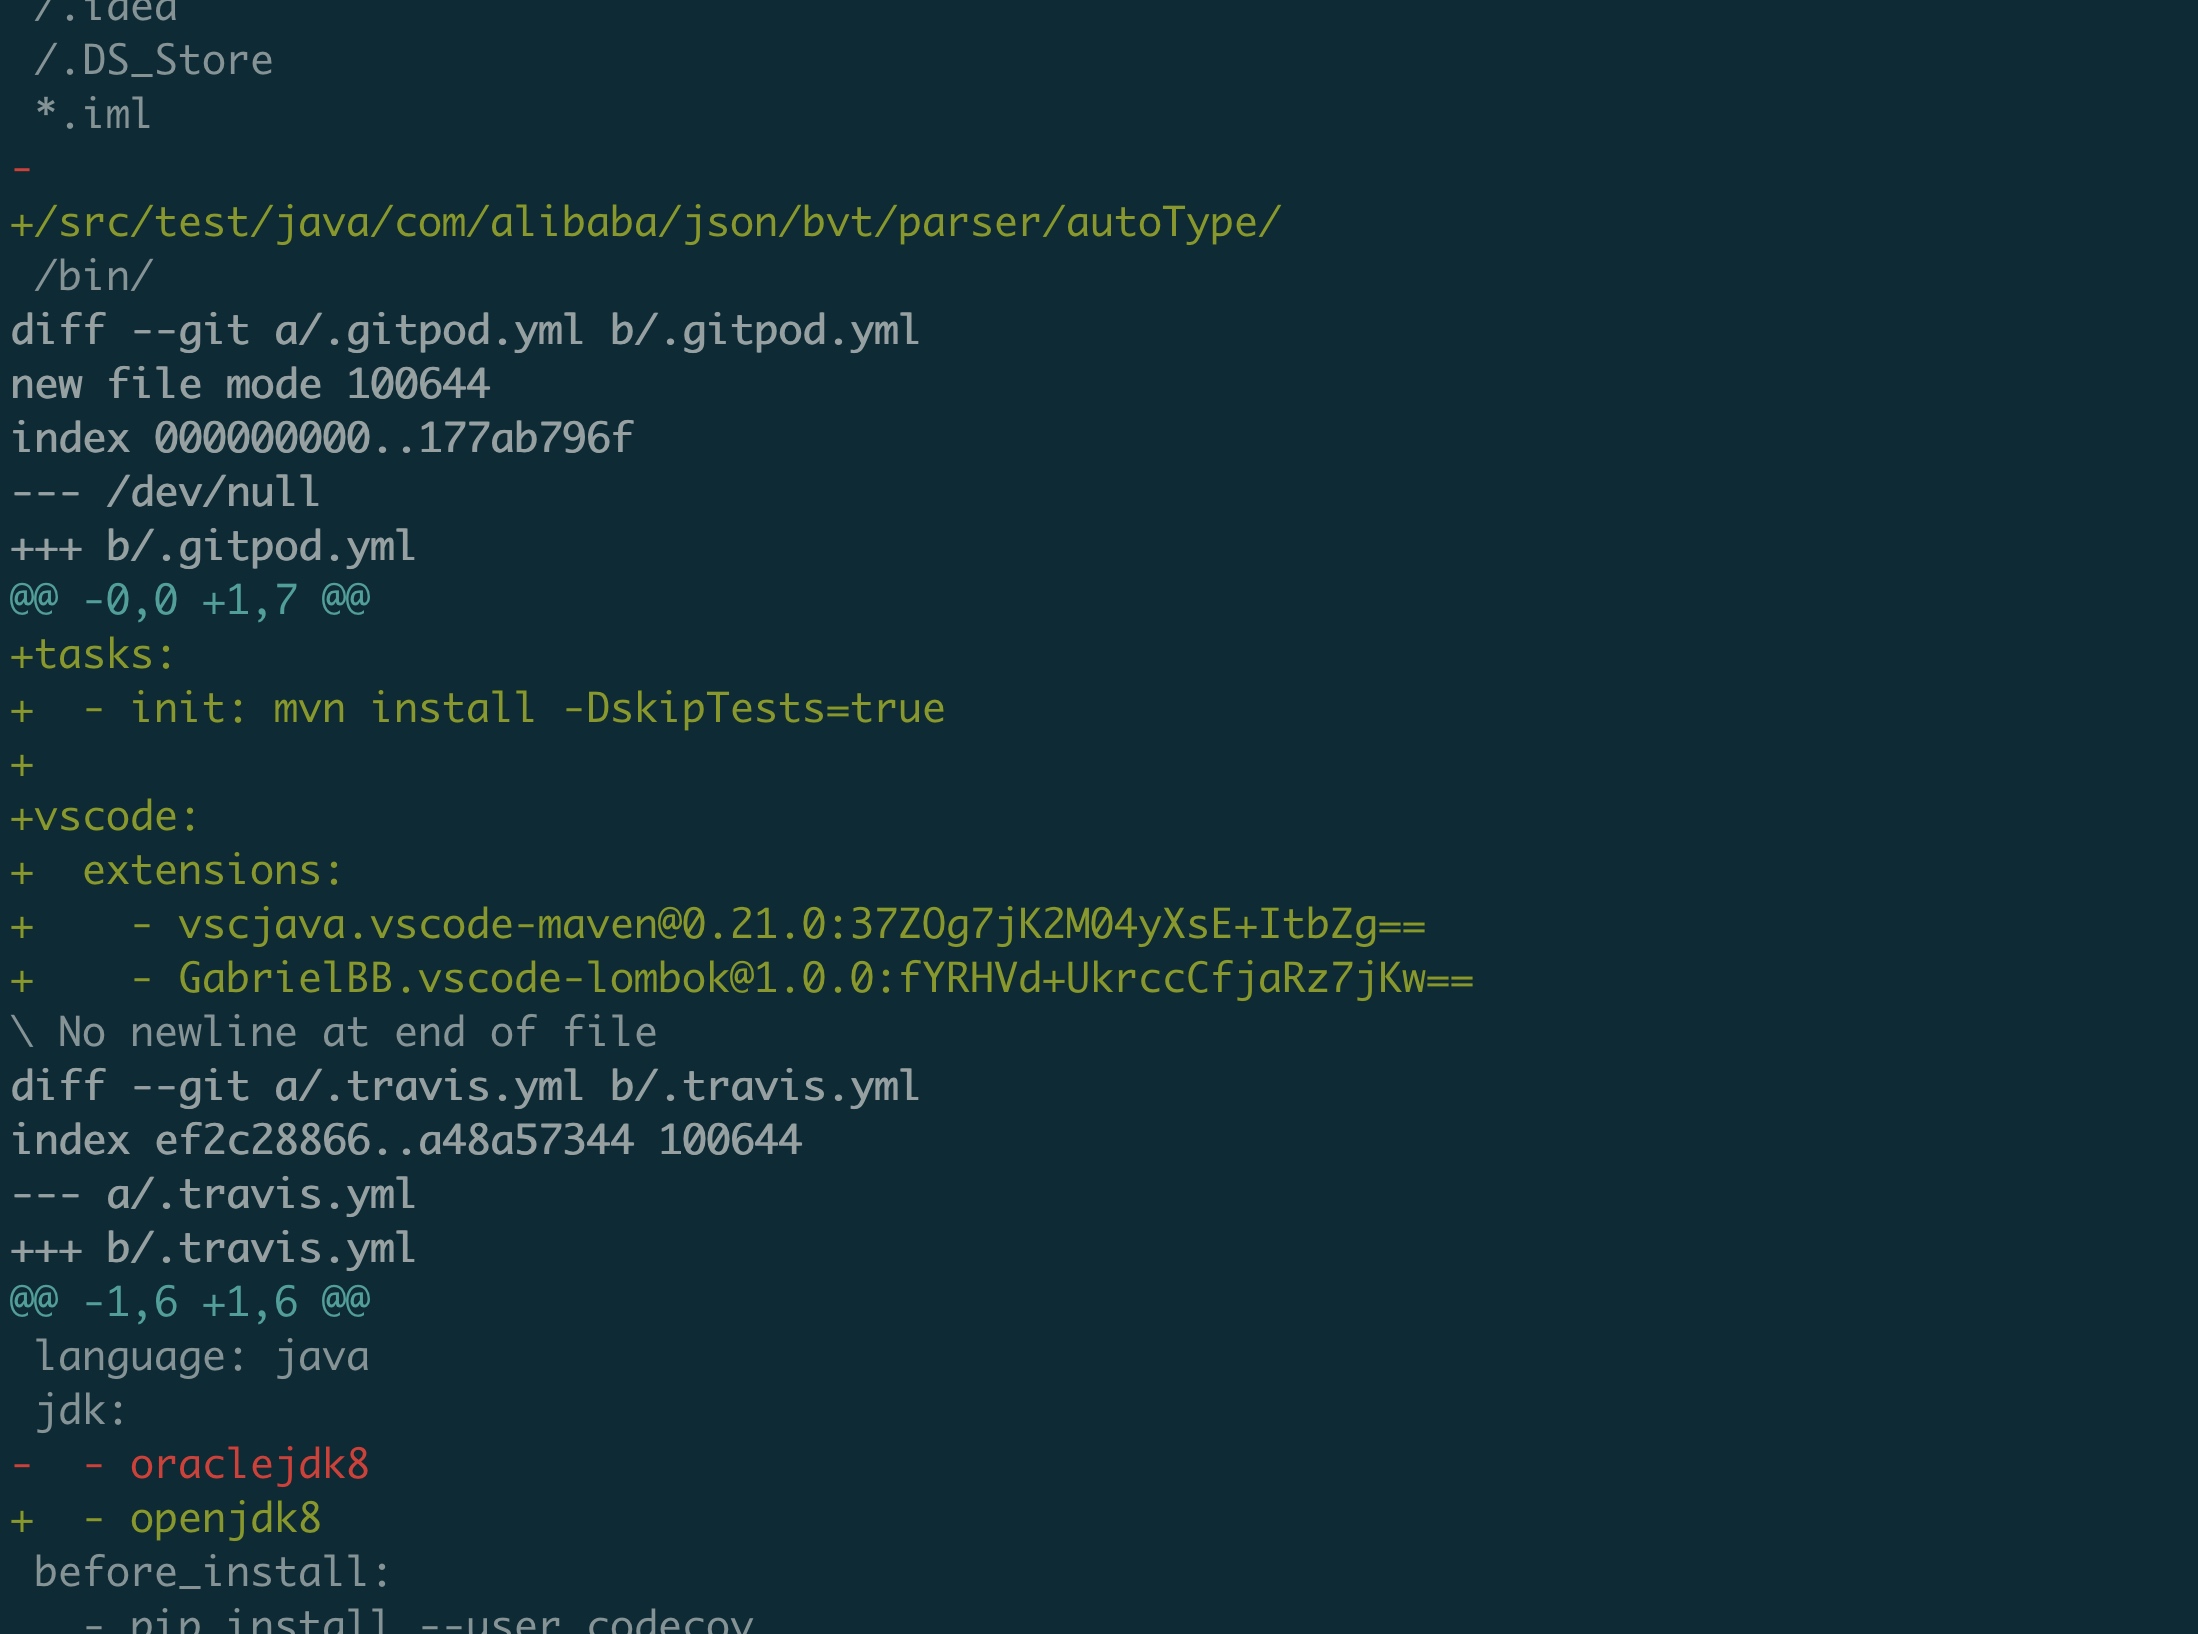 /.idea
/.DS_Store
*.iml
-
+/src/test/java/com/alibaba/json/bvt/parser/autoType/
/bin/
diff --git a/.gitpod.yml b/.gitpod.yml
new file mode 100644
index 000000000..177ab796f
--- /dev/null
+++ b/.gitpod.yml
@@ -0,0 +1,7 @@
+tasks:
+  - init: mvn install -DskipTests=true
+
+vscode:
+  extensions:
+    - vscjava.vscode-maven@0.21.0:37ZOg7jK2M04yXsE+ItbZg==
+    - GabrielBB.vscode-lombok@1.0.0:fYRHVd+UkrccCfjaRz7jKw==
\ No newline at end of file
diff --git a/.travis.yml b/.travis.yml
index ef2c28866..a48a57344 100644
--- a/.travis.yml
+++ b/.travis.yml
@@ -1,6 +1,6 @@
 language: java
 jdk:
-  - oraclejdk8
+  - openjdk8
 before_install:
   - pip install --user codecov